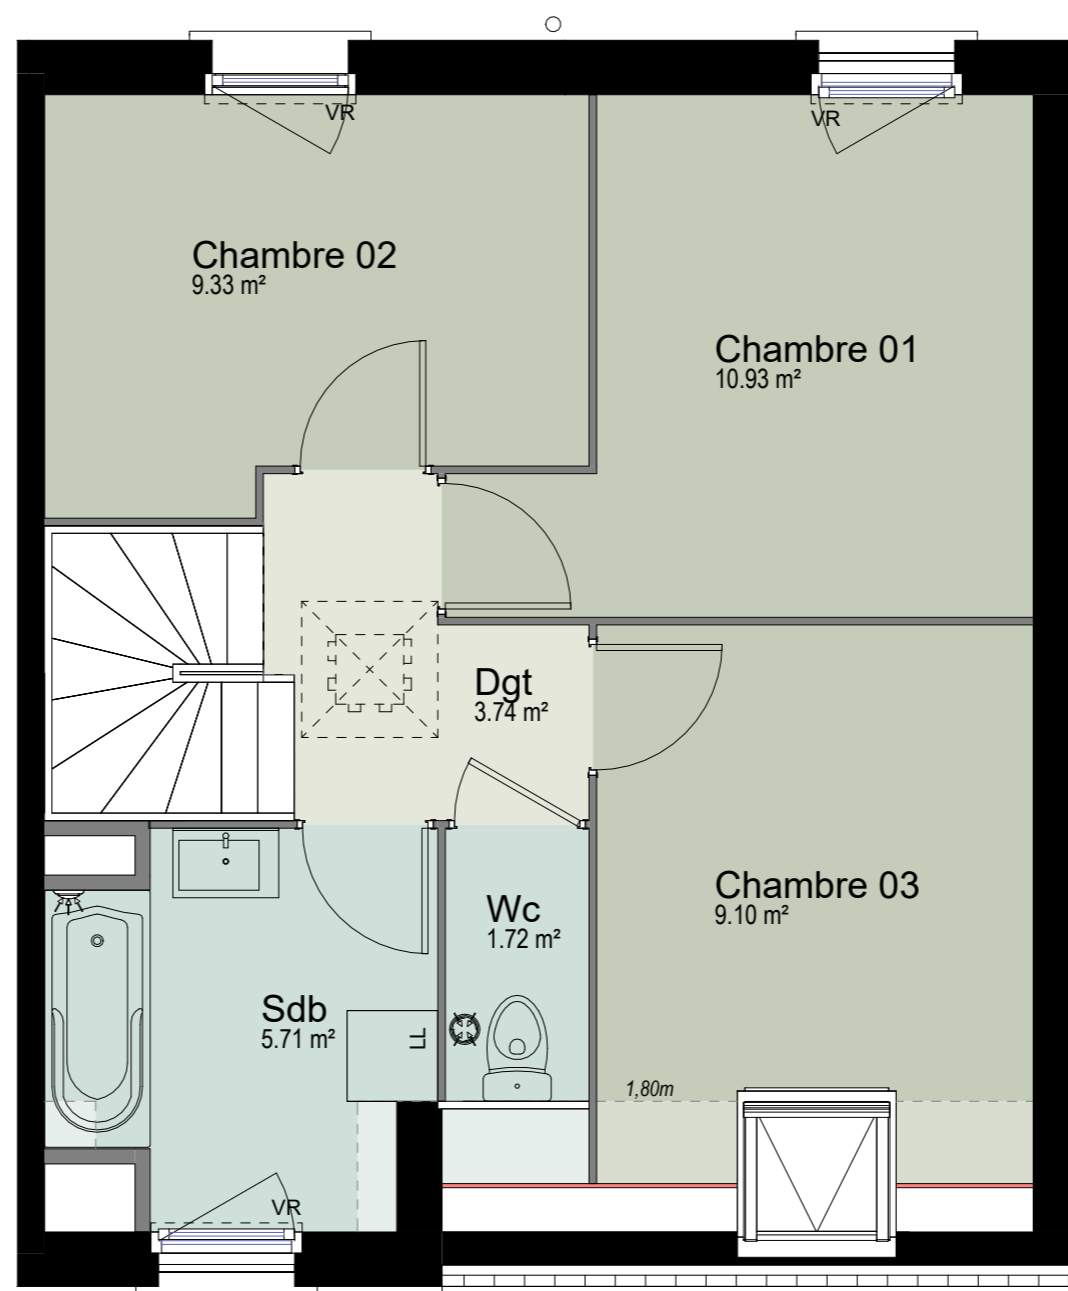 VR
VR
Chambre 02
9.33 m²
Chambre 01
10.93 m²
Dgt
3.74 m²
Chambre 03
9.10 m²
Wc
1.72 m²
Sdb
5.71 m²
LL
1,80m
VR